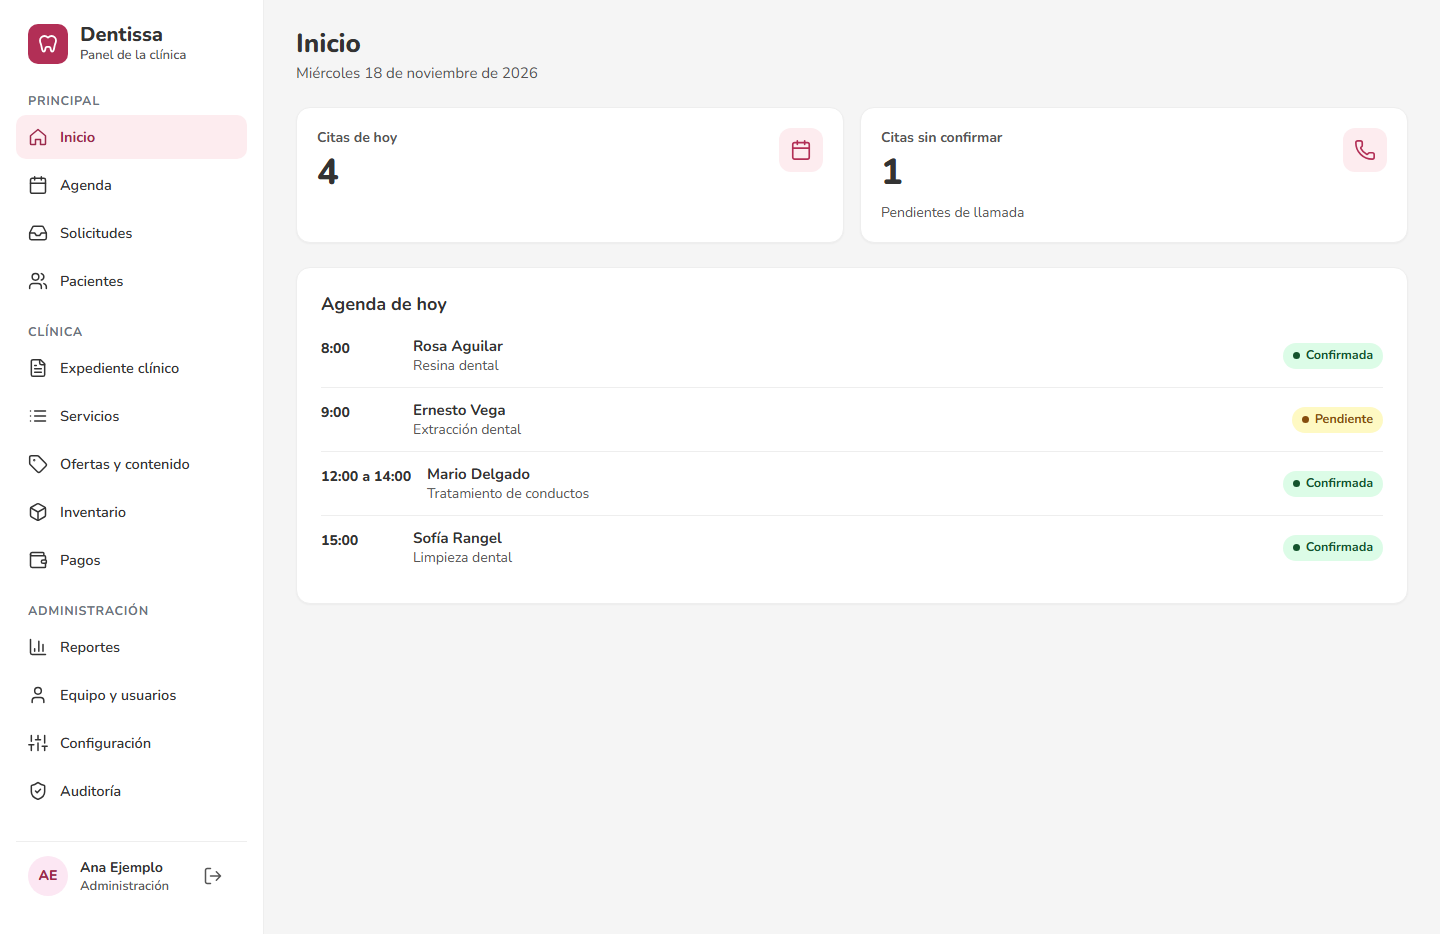 Dentissa
Panel de la clínica
PRINCIPAL
Inicio
Agenda
Solicitudes
Pacientes
CLÍNICA
Expediente clínico
Servicios
Ofertas y contenido
Inventario
Pagos
ADMINISTRACIÓN
Reportes
Equipo y usuarios
Configuración
Auditoría
AE
Ana Ejemplo
Administración
Inicio
Miércoles 18 de noviembre de 2026
Citas de hoy
4
Citas sin confirmar
1
Pendientes de llamada
Agenda de hoy
8:00
Rosa Aguilar
Resina dental
Confirmada
9:00
Ernesto Vega
Extracción dental
Pendiente
12:00 a 14:00
Mario Delgado
Tratamiento de conductos
Confirmada
15:00
Sofía Rangel
Limpieza dental
Confirmada